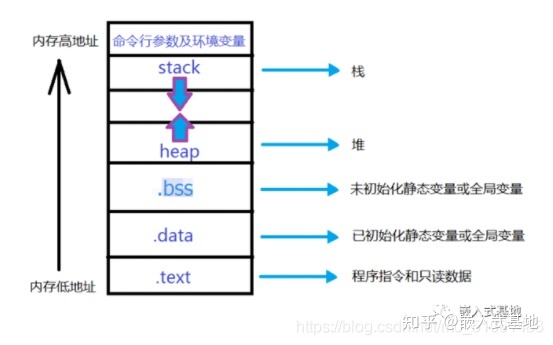 内存高地址
命令行参数及环境变量
stack
栈
heap
堆
.bss
未初始化静态变量或全局变量
.data
已初始化静态变量或全局变量
.text
程序指令和只读数据
内存低地址
嵌入式基地
知乎 @嵌入式基地